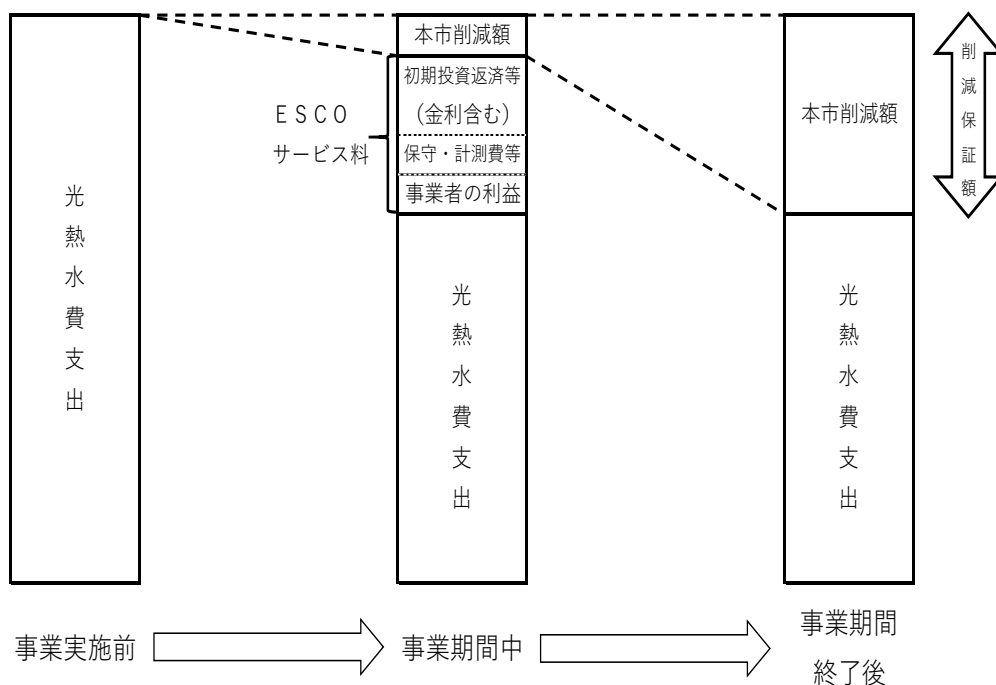 光熱水費支出
本市削減額
初期投資返済等
（金利含む）
保守・計測費等
事業者の利益
ＥＳＣＯ
サービス料
光熱水費支出
本市削減額
光熱水費支出
削減保証額
事業実施前
事業期間中
事業期間
終了後